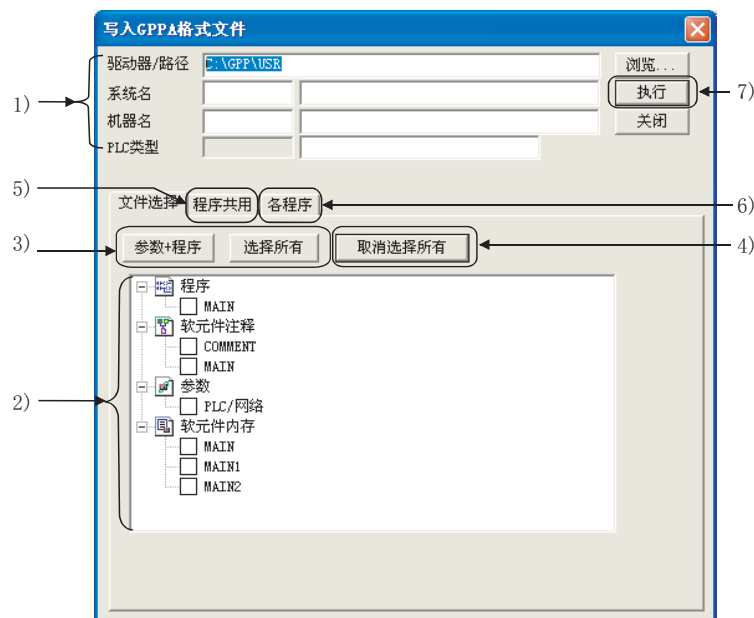 写入GPPA格式文件
驱动器/路径 C:\GPP\USR 浏览...
1) 系统名 执行 7)
机器名 关闭
PLC类型
5) 文件选择 程序共用 各程序 6)
3) 参数+程序 选择所有 取消选择所有 4)
程序
MAIN
软元件注释
COMMENT
MAIN
参数
2) PLC/网络
软元件内存
MAIN
MAIN1
MAIN2